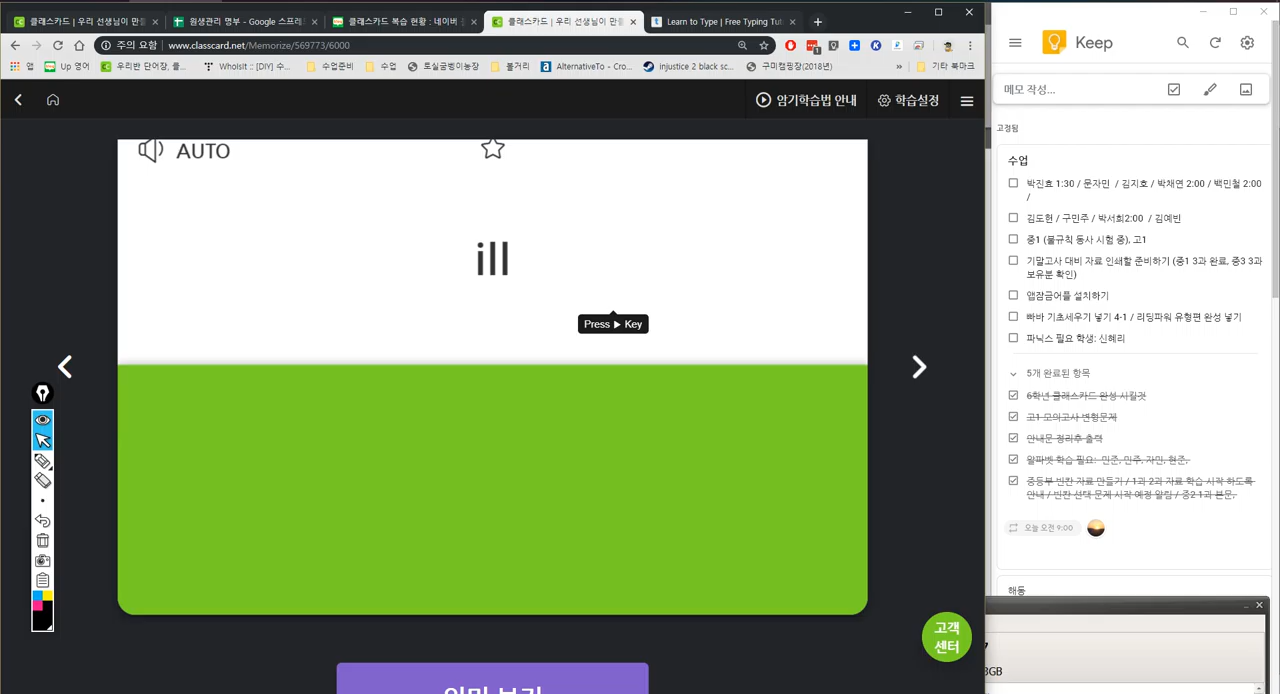 클래스카드 | 우리 선생님이 만들
원생관리 명부 - Google 스프레
클래스카드 복습 현황 : 네이버 블
클래스카드 | 우리 선생님이 만들
Learn to Type | Free Typing Tut
주의 요함 | www.classcard.net/Memorize/569773/6000
앱
Up 영어
우리반 단어장, 클...
WhoisIt :: [DIY] 수...
수업준비
수업
토실굼벵이농장
볼거리
AlternativeTo - Cro...
injustice 2 black sc...
구미캠핑장(2018년)
»
기타 북마크
암기학습법 안내
학습설정
AUTO
ill
Press ▶ Key
고객
센터
Keep
메모 작성...
고정됨
수업
박진효 1:30 / 문자민 / 김지호 / 박채연 2:00 / 백민철 2:00
/
김도현 / 구민주 / 박서희2:00 / 김예빈
중1 (불규칙 동사 시험 중), 고1
기말고사 대비 자료 인쇄할 준비하기 (중1 3과 완료, 중3 3과
보유분 확인)
앱잠금어플 설치하기
빠바 기초세우기 넣기 4-1 / 리딩파워 유형편 완성 넣기
파닉스 필요 학생: 신혜리
5개 완료된 항목
6학년 클래스카드 완성 시킬것
고1 모의고사 변형문제
안내문 정리후 출력
알파벳 학습 필요: 민준, 민주, 자민, 현준,
중등부 빈칸 자료 만들기 / 1과 2과 자료 학습 시작 하도록
안내 / 빈칸 선택 문제 시작 예정 알림 / 중2 1과 본문,
오늘 오전 9:00
해동